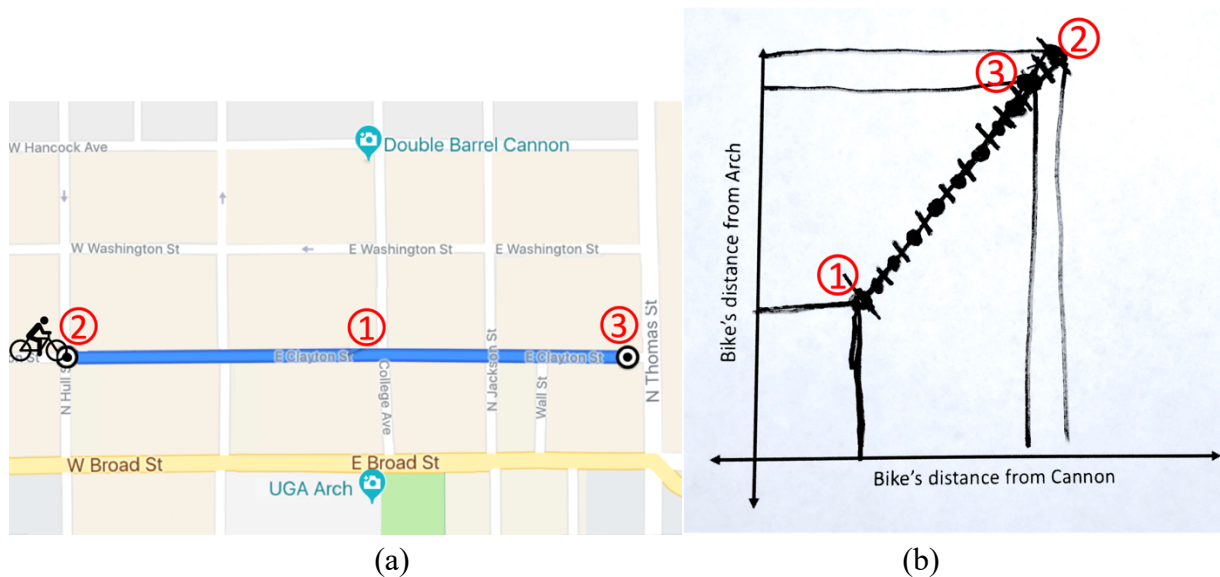 W Hancock Ave
Double Barrel Cannon
W Washington St
E Washington St
E Washington St
②
①
③
E Clayton St
E Clayton St
N Hull S
College Ave
N Jackson St
Wall St
N Thomas St
W Broad St
E Broad St
UGA Arch
(a)
②
③
①
Bike's distance from Arch
Bike's distance from Cannon
(b)